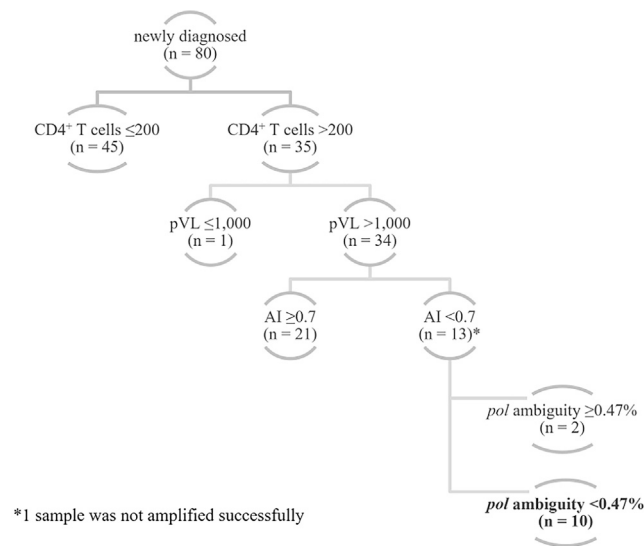 newly diagnosed
(n = 80)
CD4⁺ T cells ≤200
(n = 45)
CD4⁺ T cells >200
(n = 35)
pVL ≤1,000
(n = 1)
pVL >1,000
(n = 34)
AI ≥0.7
(n = 21)
AI <0.7
(n = 13)*
pol ambiguity ≥0.47%
(n = 2)
pol ambiguity <0.47%
(n = 10)
*1 sample was not amplified successfully